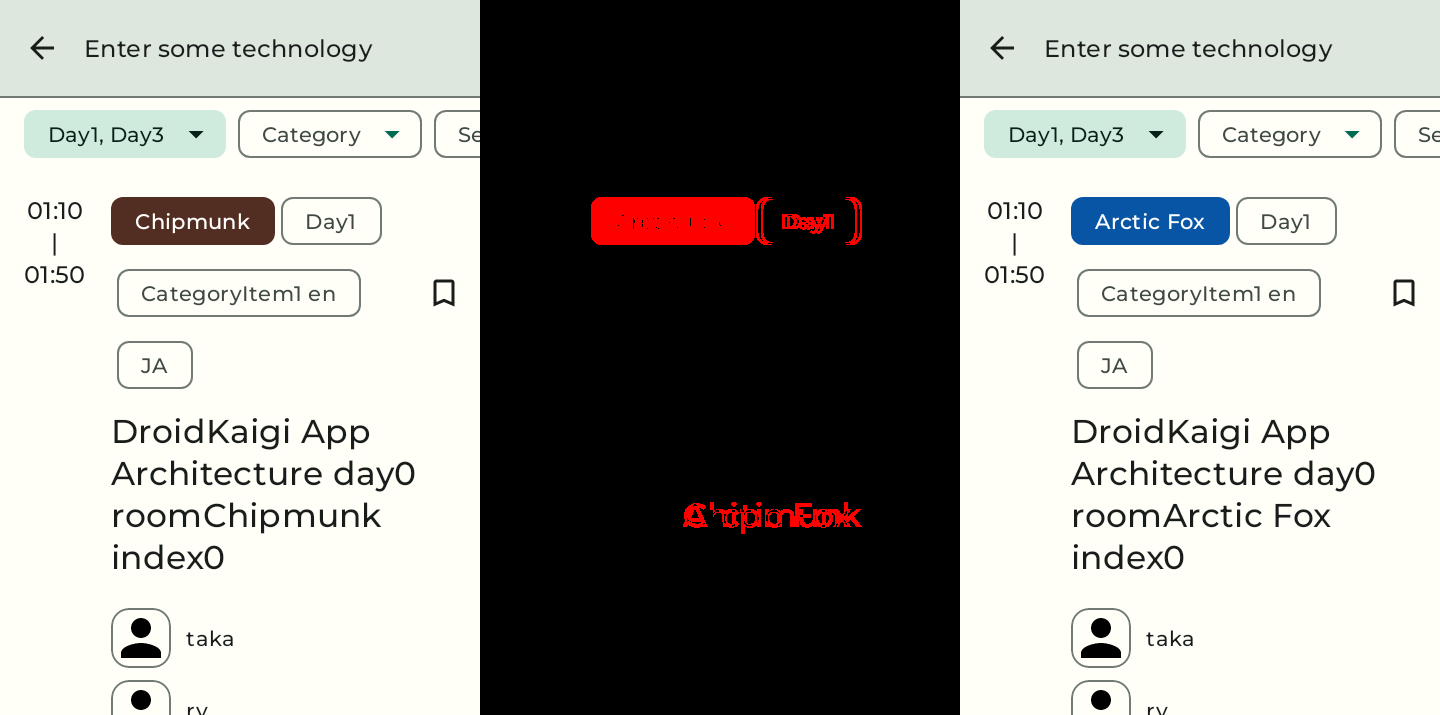 Enter some technology
Day1, Day3 Category Se
01:10
|
01:50
Chipmunk Day1
CategoryItem1 en
JA
DroidKaigi App
Architecture day0
roomChipmunk
index0
taka
ry
Day1
Enter some technology
Day1, Day3 Category Se
01:10
|
01:50
Arctic Fox Day1
CategoryItem1 en
JA
DroidKaigi App
Architecture day0
roomArctic Fox
index0
taka
ry